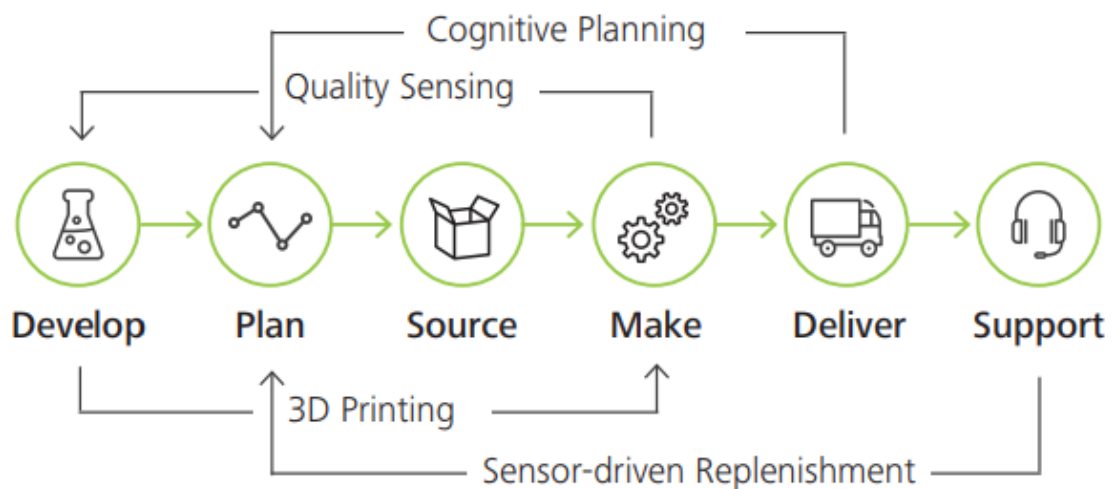 Cognitive Planning
Quality Sensing
Develop
Plan
Source
Make
Deliver
Support
3D Printing
Sensor-driven Replenishment